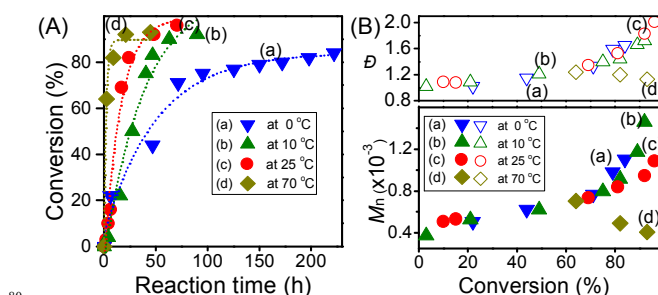 (A)
(d)
(c)
(b)
(a)
Conversion (%)
80
60
40
20
0
(a) at 0 °C
(b) at 10 °C
(c) at 25 °C
(d) at 70 °C
0 50 100 150 200
Reaction time (h)
80
(B)
Đ
2.0
1.6
1.2
(c)
(b)
(a)
(d)
Mn (x10⁻³)
1.2
0.8
0.4
(a) at 0 °C
(b) at 10 °C
(c) at 25 °C
(d) at 70 °C
(b)
(a)
(c)
(d)
0 20 40 60 80
Conversion (%)